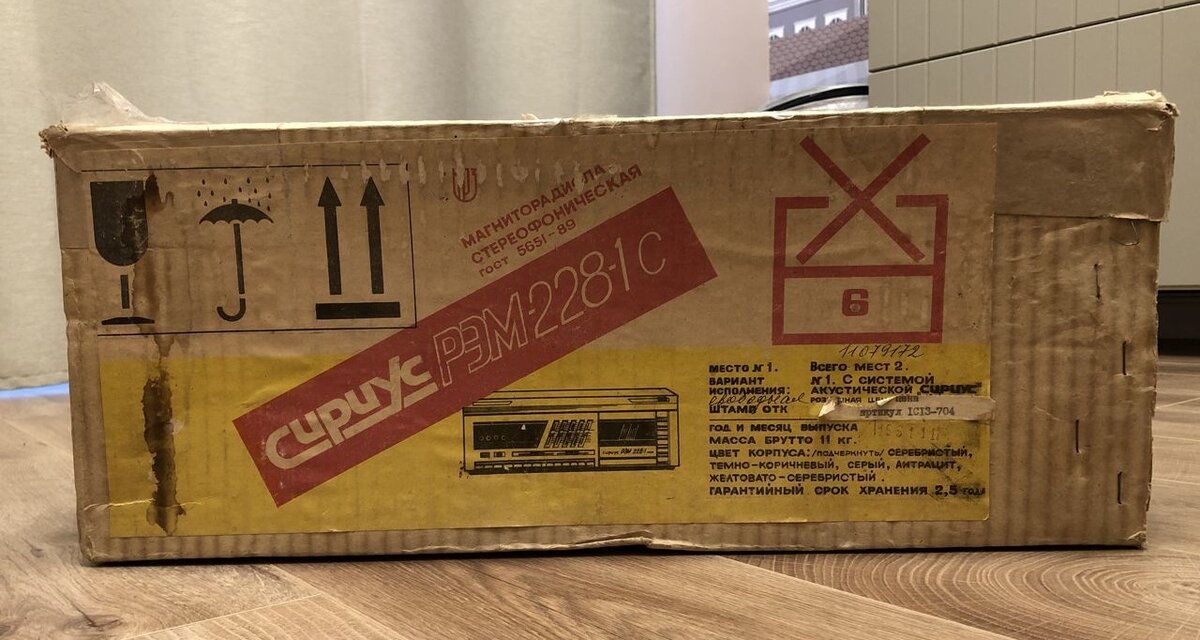 МАГНИТОРАДИОЛА
СТЕРЕОФОНИЧЕСКАЯ
ГОСТ 5651-89
СИРИУС РЭМ-228-1С
6
11079172
МЕСТО №1. ВСЕГО МЕСТ 2.
ВАРИАНТ №1. С СИСТЕМОЙ
ИСПОЛНЕНИЯ: АКУСТИЧЕСКОЙ СИРИУС
свободная
ШТАМП ОТК артикул 1С13-704
ГОД И МЕСЯЦ ВЫПУСКА
МАССА БРУТТО 11 КГ.
ЦВЕТ КОРПУСА:/ПОДЧЕРКНУТЬ/ СЕРЕБРИСТЫЙ,
ТЕМНО-КОРИЧНЕВЫЙ, СЕРЫЙ, АНТРАЦИТ,
ЖЕЛТОВАТО-СЕРЕБРИСТЫЙ.
ГАРАНТИЙНЫЙ СРОК ХРАНЕНИЯ 2,5 года